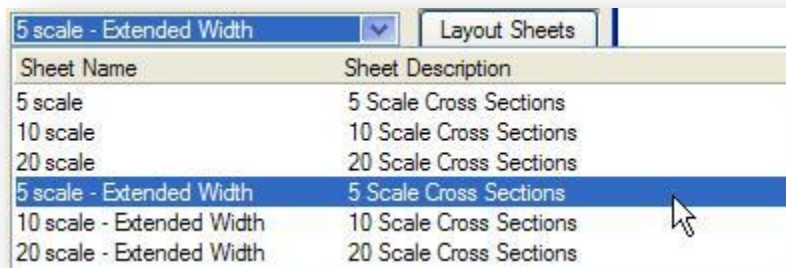 5 scale - Extended Width Layout Sheets
Sheet Name Sheet Description
5 scale 5 Scale Cross Sections
10 scale 10 Scale Cross Sections
20 scale 20 Scale Cross Sections
5 scale - Extended Width 5 Scale Cross Sections
10 scale - Extended Width 10 Scale Cross Sections
20 scale - Extended Width 20 Scale Cross Sections